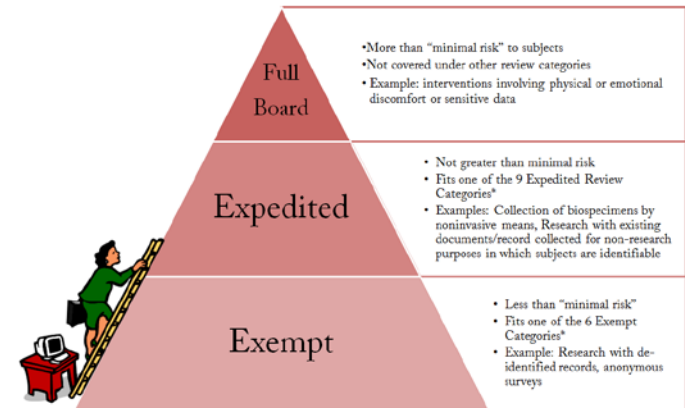 Full
Board
•More than “minimal risk” to subjects
•Not covered under other review categories
• Example: interventions involving physical or emotional
discomfort or sensitive data
Expedited
• Not greater than minimal risk
• Fits one of the 9 Expedited Review
Categories*
• Examples: Collection of biospecimens by
noninvasive means, Research with existing
documents/record collected for non-research
purposes in which subjects are identifiable
Exempt
• Less than “minimal risk”
• Fits one of the 6 Exempt
Categories*
• Example: Research with de-
identified records, anonymous
surveys